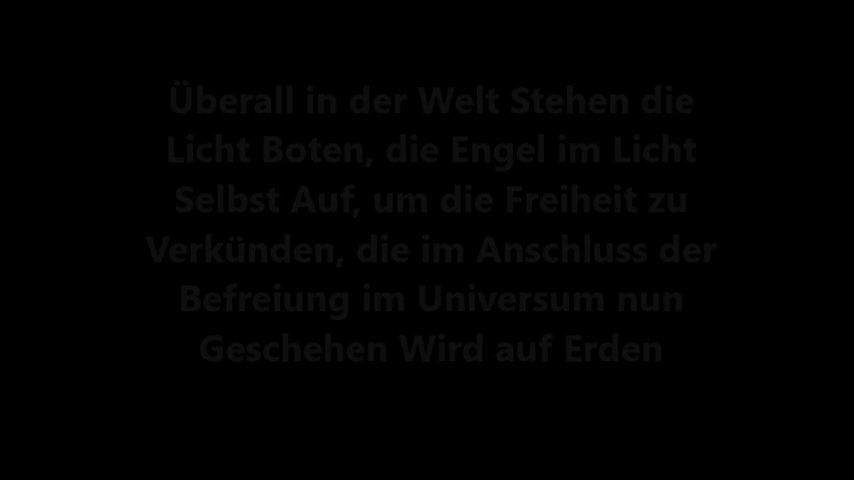 Überall in der Welt Stehen die
Licht Boten, die Engel im Licht
Selbst Auf, um die Freiheit zu
Verkünden, die im Anschluss der
Befreiung im Universum nun
Geschehen Wird auf Erden